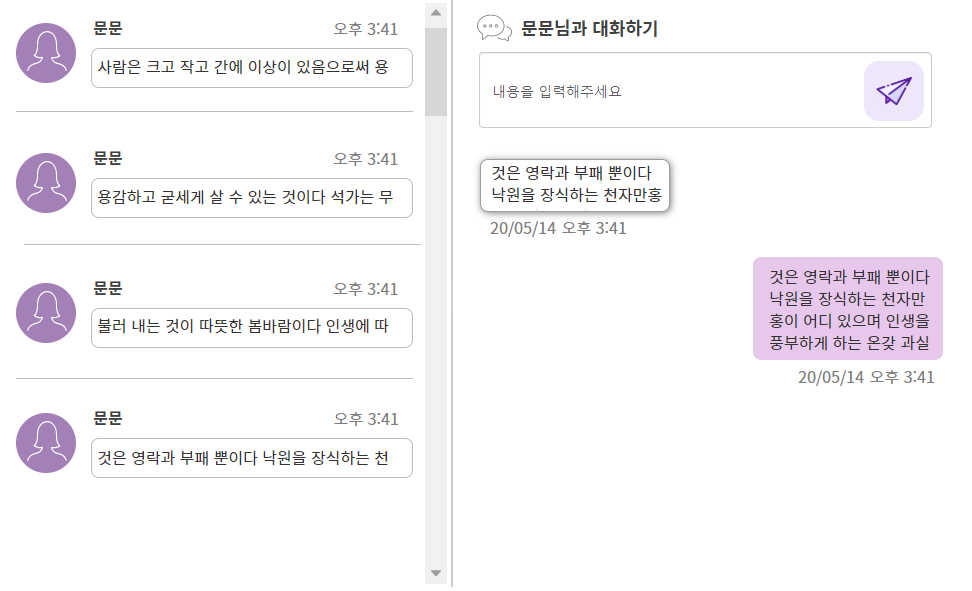 문문
오후 3:41
사람은 크고 작고 간에 이상이 있음으로써 용
문문
오후 3:41
용감하고 굳세게 살 수 있는 것이다 석가는 무
문문
오후 3:41
불러 내는 것이 따뜻한 봄바람이다 인생에 따
문문
오후 3:41
것은 영락과 부패 뿐이다 낙원을 장식하는 천
문문님과 대화하기
내용을 입력해주세요
것은 영락과 부패 뿐이다
낙원을 장식하는 천자만홍
20/05/14 오후 3:41
것은 영락과 부패 뿐이다
낙원을 장식하는 천자만
홍이 어디 있으며 인생을
풍부하게 하는 온갖 과실
20/05/14 오후 3:41